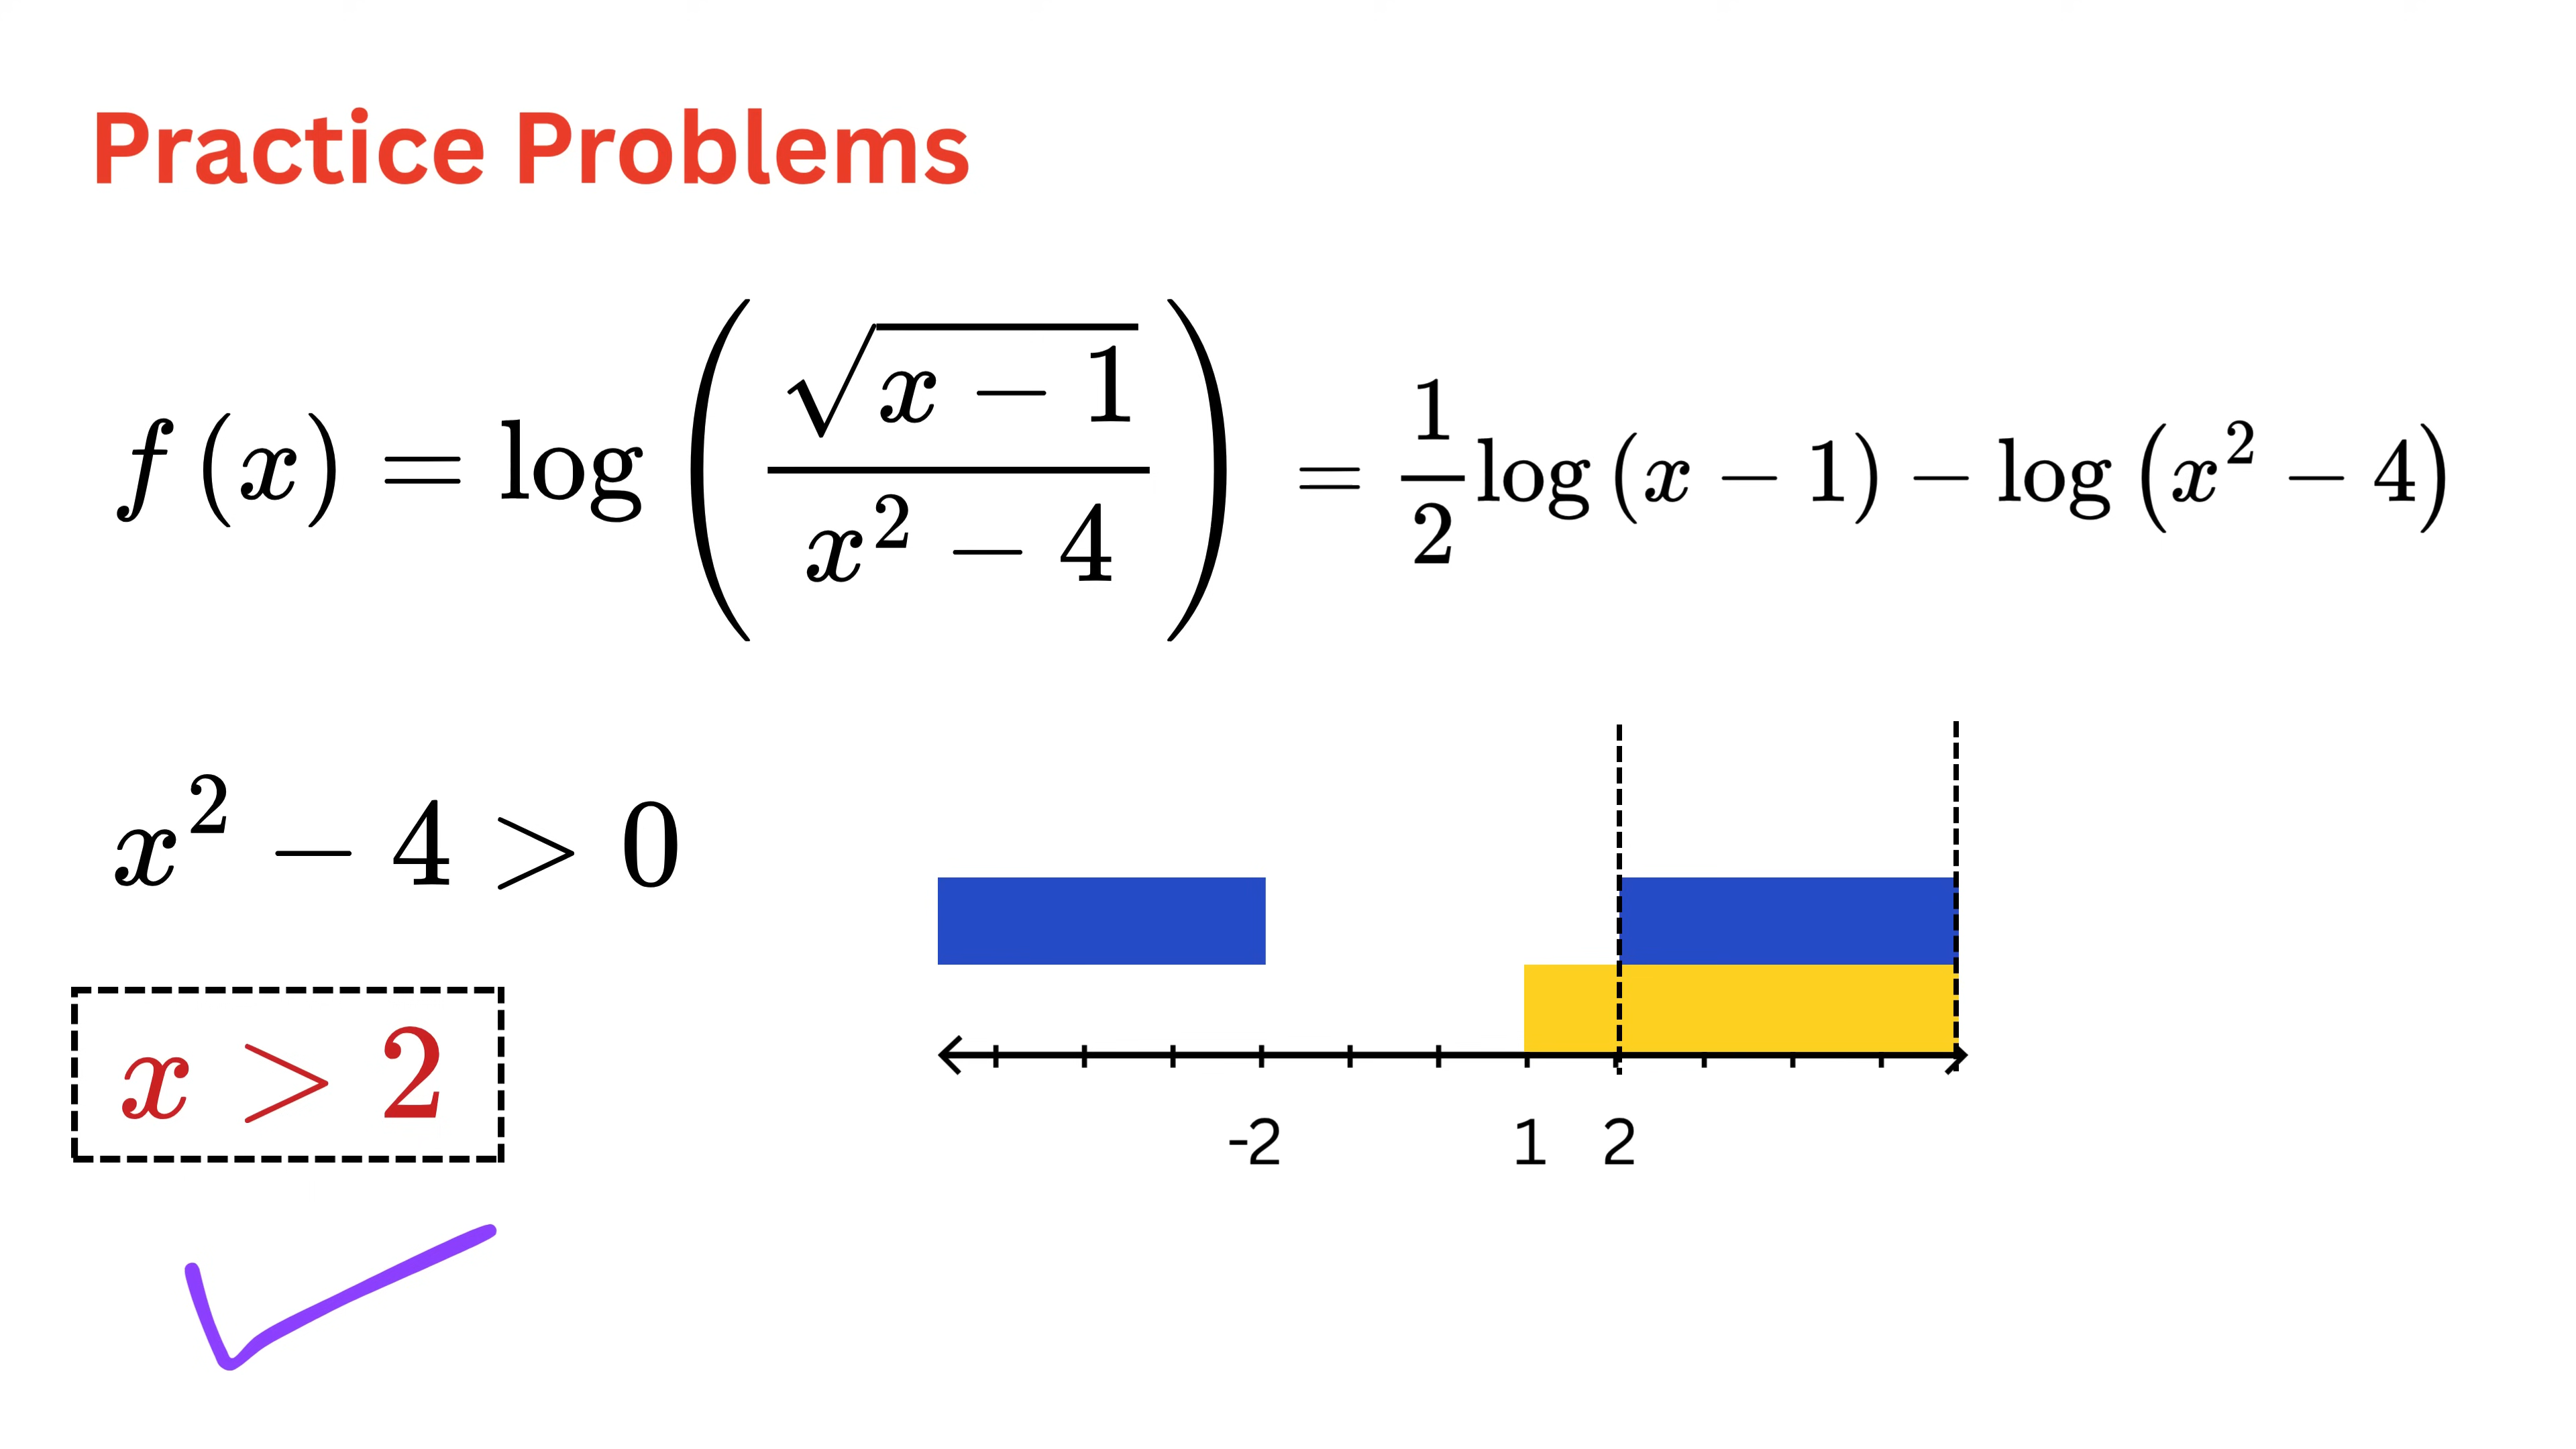 Practice Problems
f(x) = log(√(x − 1) / (x² − 4)) = 1/2 log(x − 1) − log(x² − 4)
x² − 4 > 0
x > 2
-2 1 2